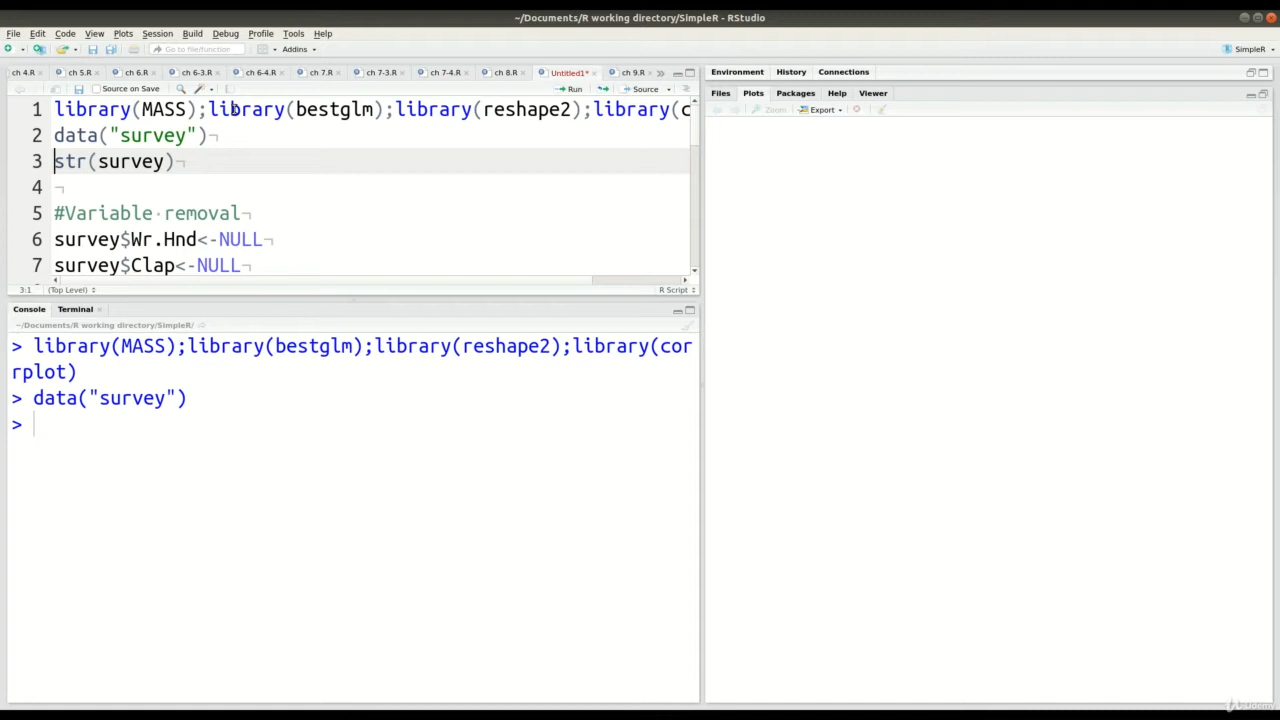 ~/Documents/R working directory/SimpleR - RStudio
File Edit Code View Plots Session Build Debug Profile Tools Help
Go to file/function Addins SimpleR
ch 4.R ch 5.R ch 6.R ch 6-3.R ch 6-4.R ch 7.R ch 7-3.R ch 7-4.R ch 8.R Untitled1* ch 9.R
Source on Save Run Source
1 library(MASS);library(bestglm);library(reshape2);library(c
2 data("survey")¬
3 str(survey)¬
4 ¬
5 #Variable·removal¬
6 survey$Wr.Hnd<-NULL¬
7 survey$Clap<-NULL¬
3:1 (Top Level) R Script
Console Terminal
~/Documents/R working directory/SimpleR/
> library(MASS);library(bestglm);library(reshape2);library(cor
rplot)
> data("survey")
>
Environment History Connections
Files Plots Packages Help Viewer
Zoom Export
Udemy